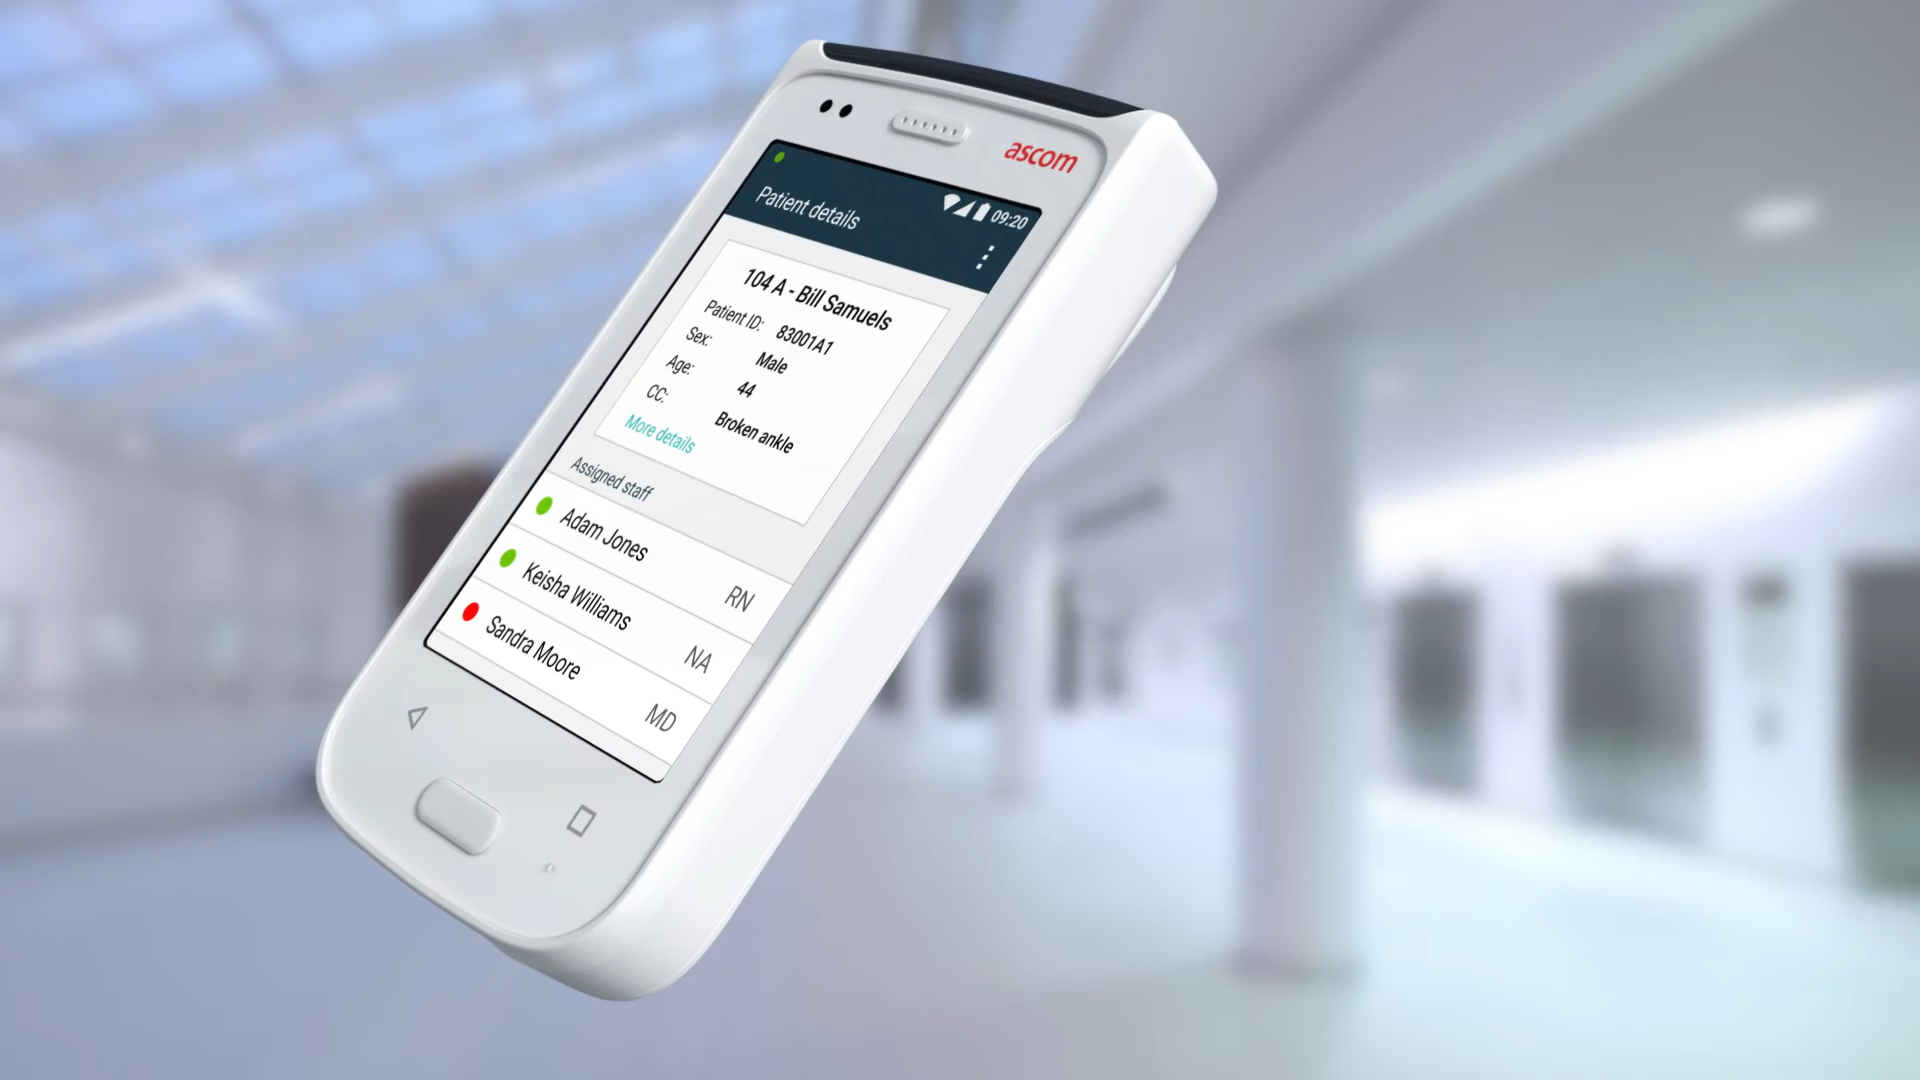 ascom
09:20
Patient details
104 A - Bill Samuels
Patient ID: 83001A1
Sex: Male
Age: 44
CC: Broken ankle
More details
Assigned staff
Adam Jones RN
Keisha Williams NA
Sandra Moore MD